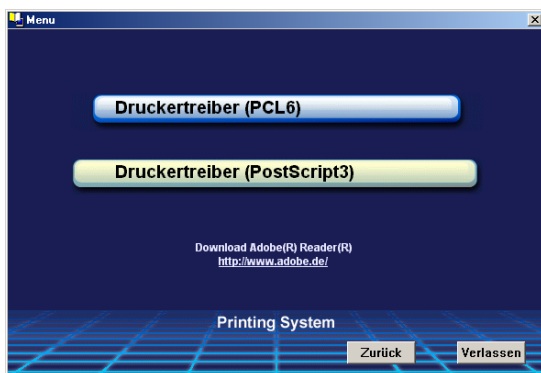 Menu
Druckertreiber (PCL6)
Druckertreiber (PostScript3)
Download Adobe(R) Reader(R)
http://www.adobe.de/
Printing System
Zurück
Verlassen